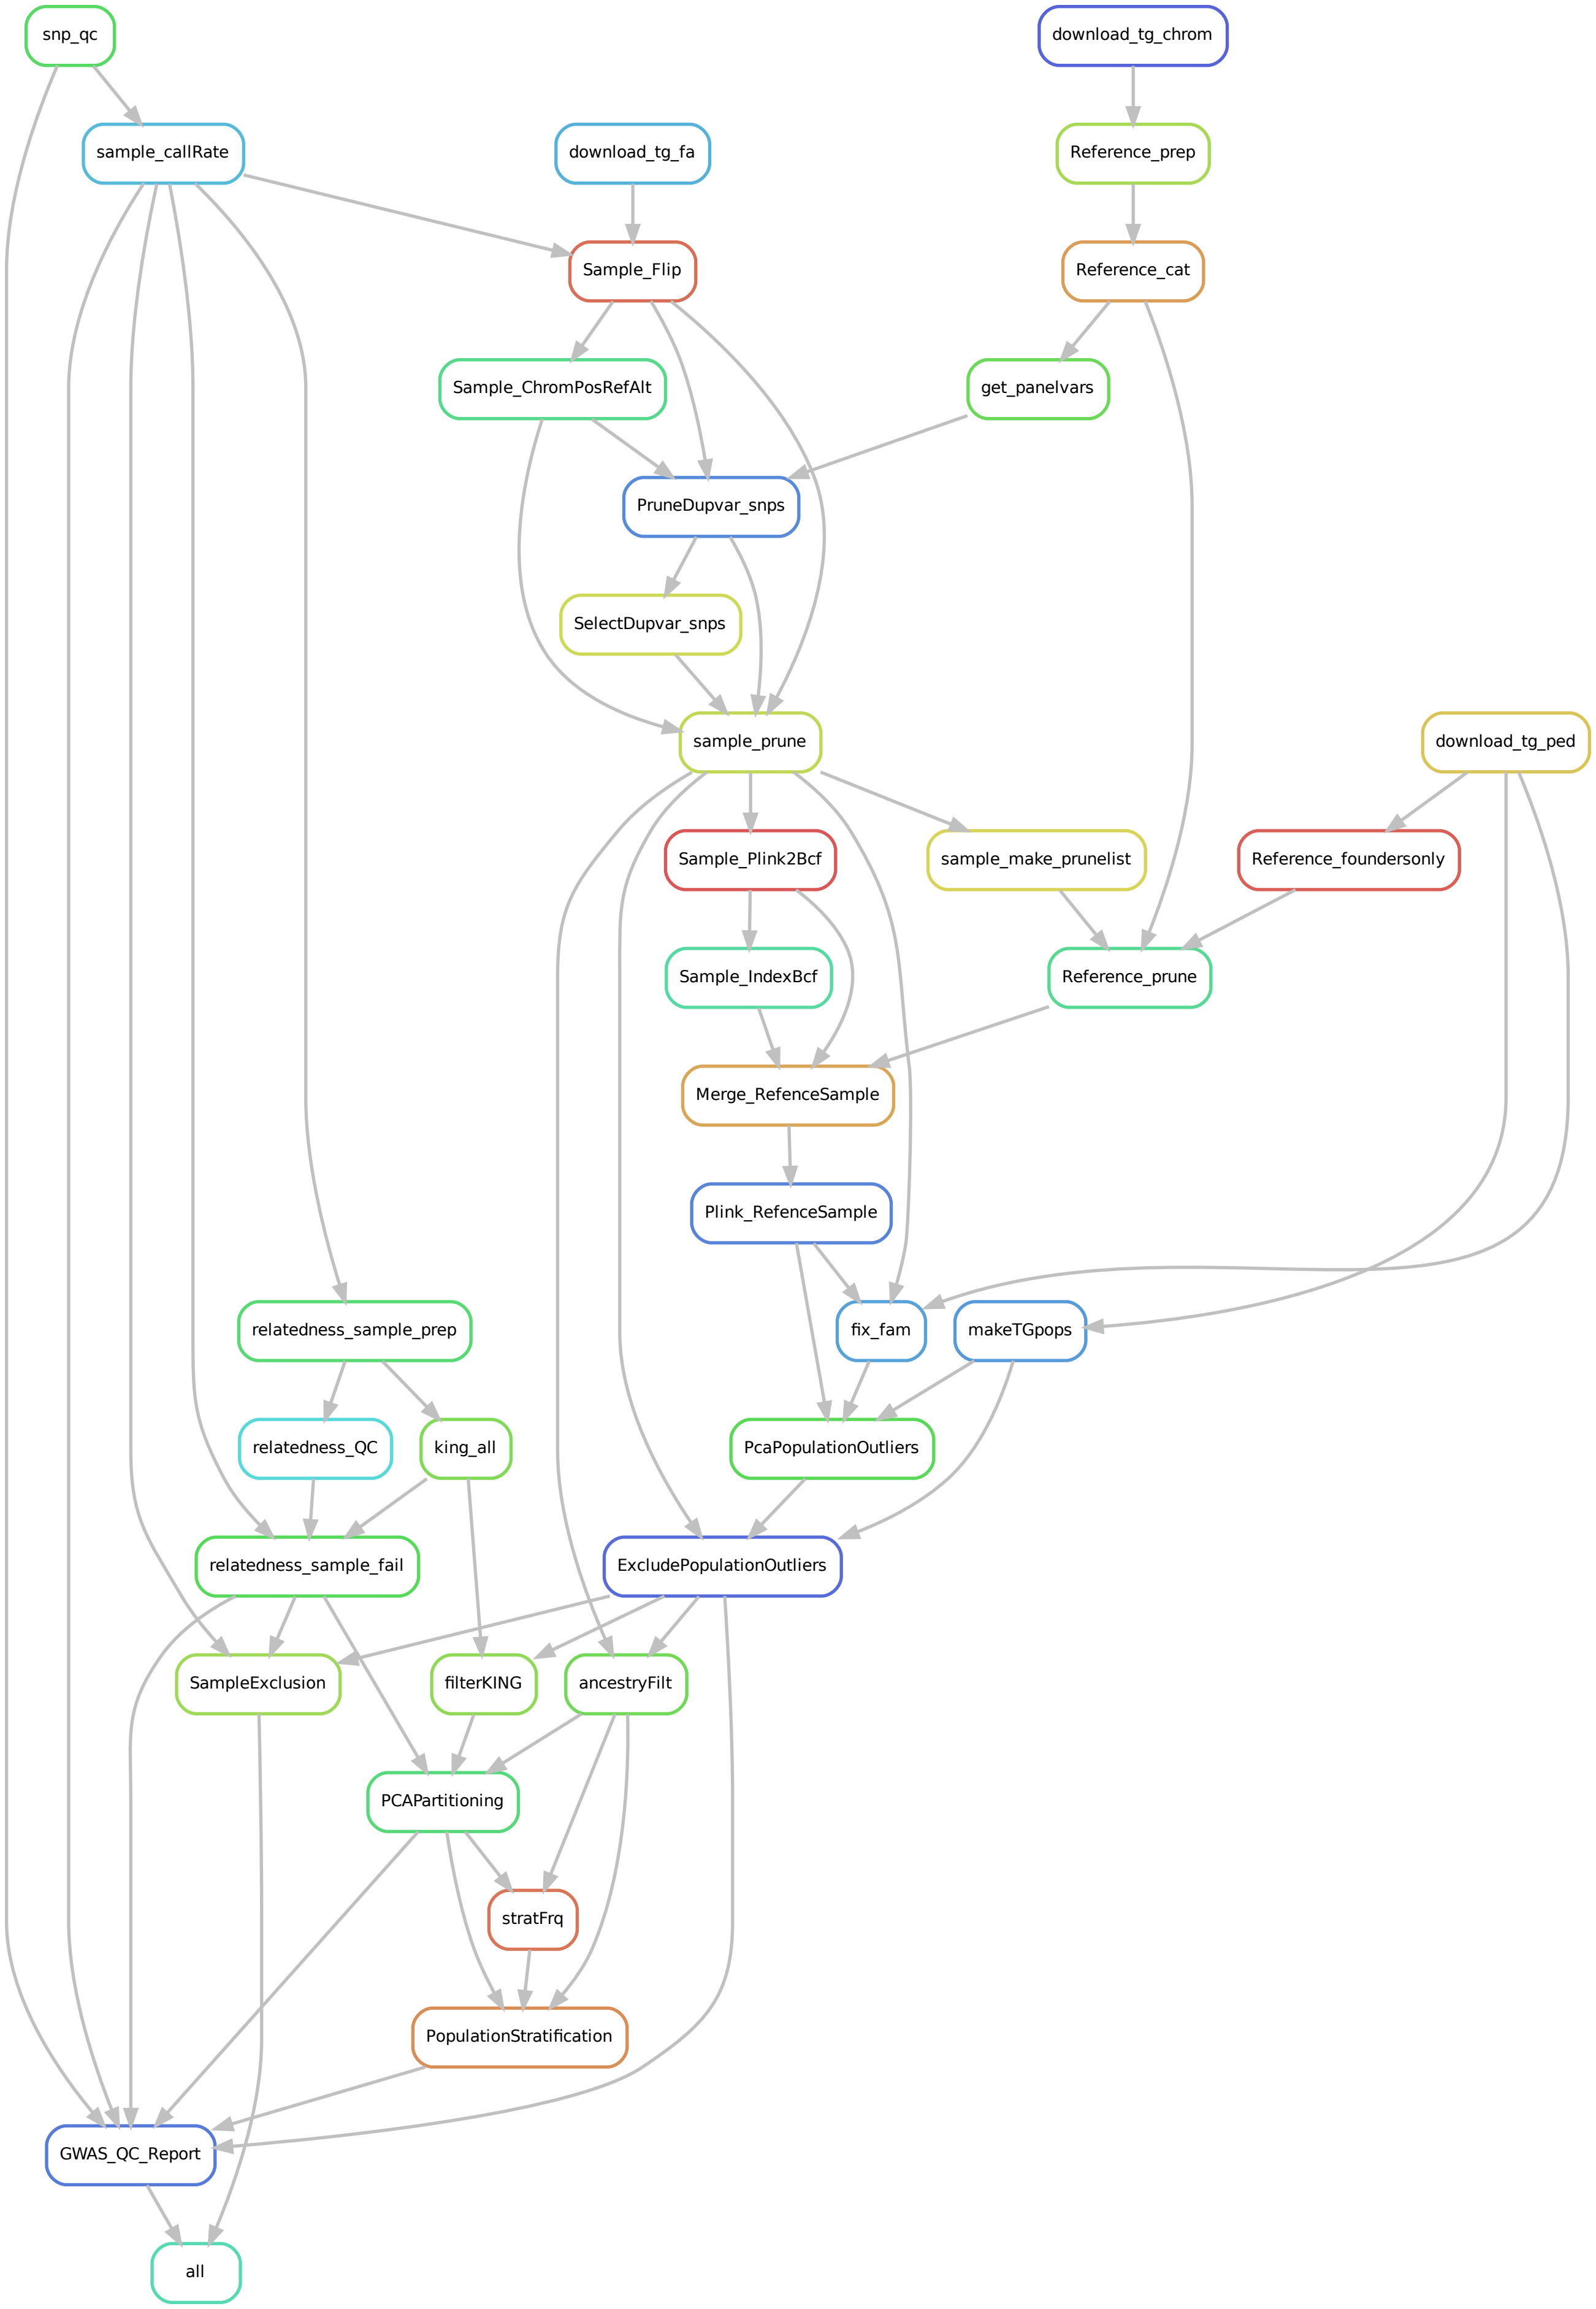 snp_qc
download_tg_chrom
sample_callRate
download_tg_fa
Reference_prep
Sample_Flip
Reference_cat
Sample_ChromPosRefAlt
get_panelvars
PruneDupvar_snps
SelectDupvar_snps
sample_prune
download_tg_ped
Sample_Plink2Bcf
sample_make_prunelist
Reference_foundersonly
Sample_IndexBcf
Reference_prune
Merge_RefenceSample
Plink_RefenceSample
relatedness_sample_prep
fix_fam
makeTGpops
relatedness_QC
king_all
PcaPopulationOutliers
relatedness_sample_fail
ExcludePopulationOutliers
SampleExclusion
filterKING
ancestryFilt
PCAPartitioning
stratFrq
PopulationStratification
GWAS_QC_Report
all